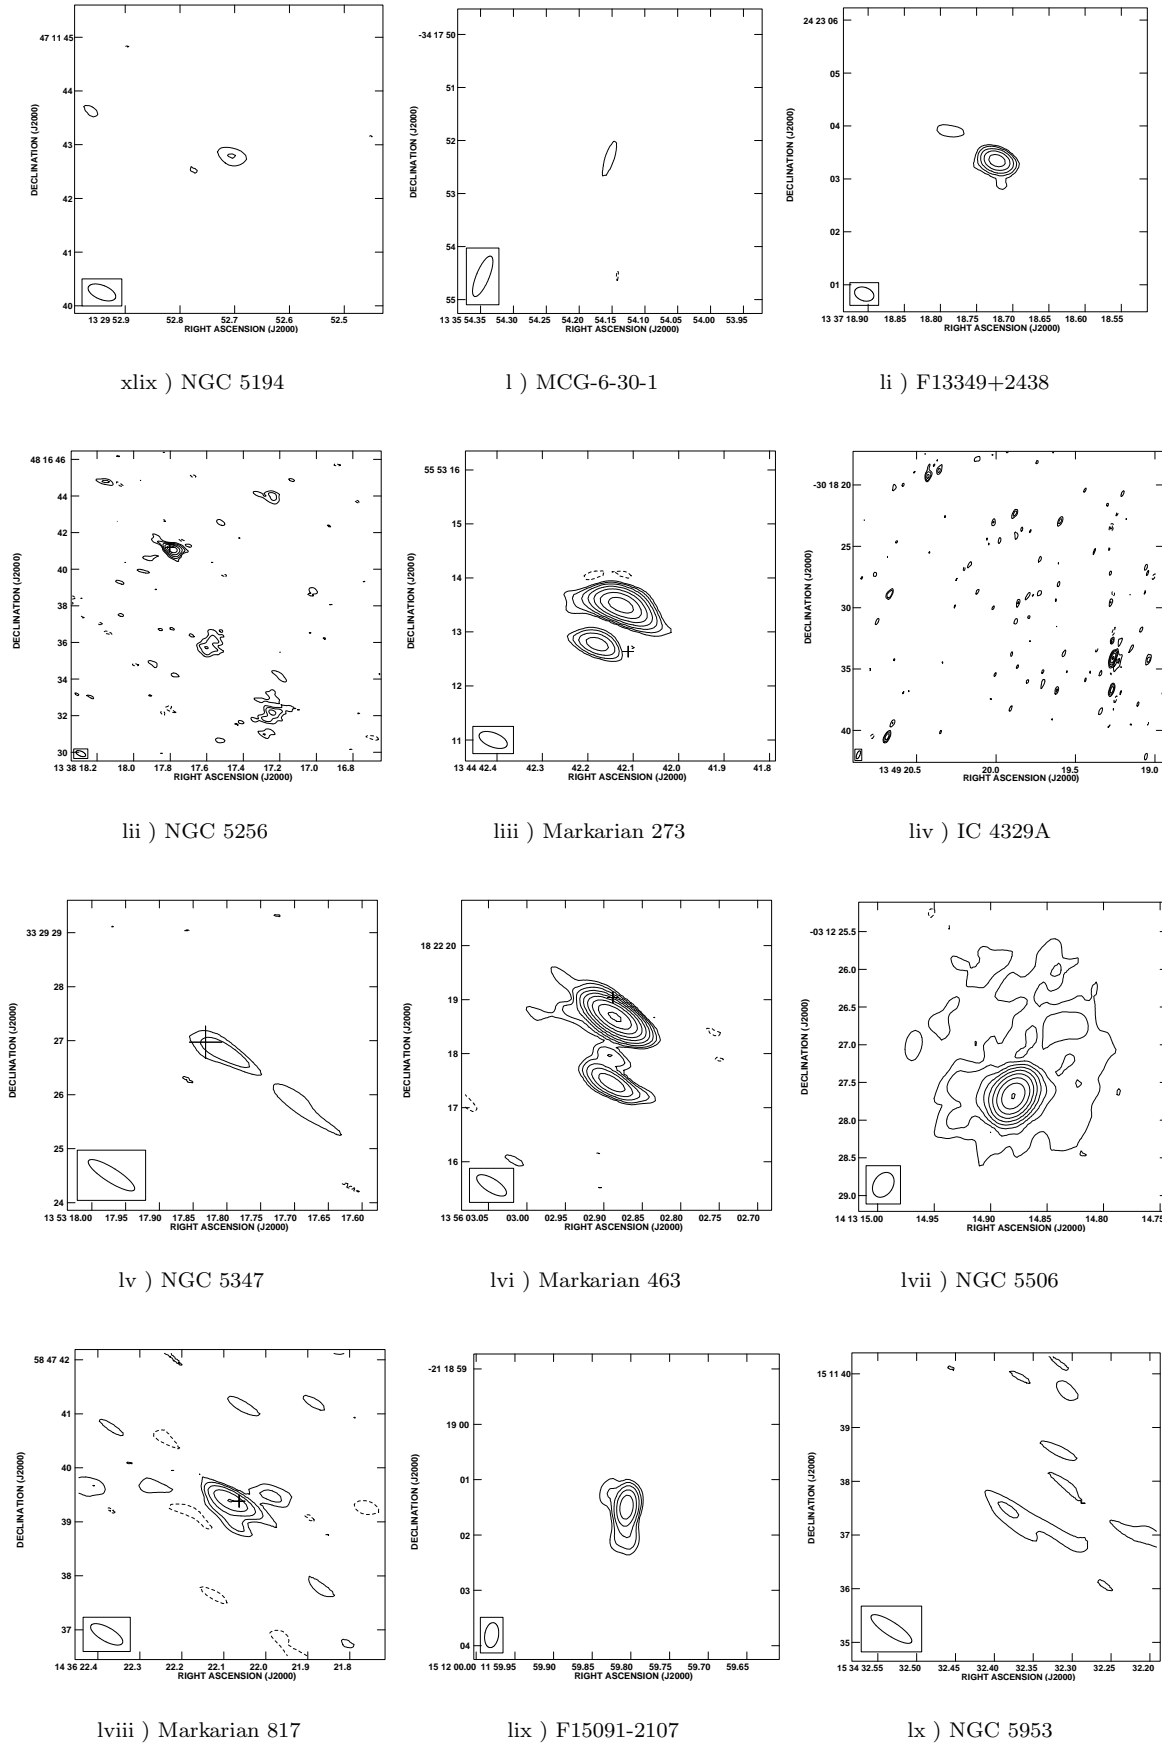 47 11 45
44
43
42
41
40
DECLINATION (J2000)
13 29 52.9 52.8 52.7 52.6 52.5
RIGHT ASCENSION (J2000)
xlix ) NGC 5194
-34 17 50
51
52
53
54
55
DECLINATION (J2000)
13 35 54.35 54.30 54.25 54.20 54.15 54.10 54.05 54.00 53.95
RIGHT ASCENSION (J2000)
l ) MCG-6-30-1
24 23 06
05
04
03
02
01
DECLINATION (J2000)
13 37 18.90 18.85 18.80 18.75 18.70 18.65 18.60 18.55
RIGHT ASCENSION (J2000)
li ) F13349+2438
48 16 46
44
42
40
38
36
34
32
30
DECLINATION (J2000)
13 38 18.2 18.0 17.8 17.6 17.4 17.2 17.0 16.8
RIGHT ASCENSION (J2000)
lii ) NGC 5256
55 53 16
15
14
13
12
11
DECLINATION (J2000)
13 44 42.4 42.3 42.2 42.1 42.0 41.9 41.8
RIGHT ASCENSION (J2000)
liii ) Markarian 273
-30 18 20
25
30
35
40
DECLINATION (J2000)
13 49 20.5 20.0 19.5 19.0
RIGHT ASCENSION (J2000)
liv ) IC 4329A
33 29 29
28
27
26
25
24
DECLINATION (J2000)
13 53 18.00 17.95 17.90 17.85 17.80 17.75 17.70 17.65 17.60
RIGHT ASCENSION (J2000)
lv ) NGC 5347
18 22 20
19
18
17
16
DECLINATION (J2000)
13 56 03.05 03.00 02.95 02.90 02.85 02.80 02.75 02.70
RIGHT ASCENSION (J2000)
lvi ) Markarian 463
-03 12 25.5
26.0
26.5
27.0
27.5
28.0
28.5
29.0
DECLINATION (J2000)
14 13 15.00 14.95 14.90 14.85 14.80 14.75
RIGHT ASCENSION (J2000)
lvii ) NGC 5506
58 47 42
41
40
39
38
37
DECLINATION (J2000)
14 36 22.4 22.3 22.2 22.1 22.0 21.9 21.8
RIGHT ASCENSION (J2000)
lviii ) Markarian 817
-21 18 59
19 00
01
02
03
04
DECLINATION (J2000)
15 12 00.00 11 59.95 59.90 59.85 59.80 59.75 59.70 59.65
RIGHT ASCENSION (J2000)
lix ) F15091-2107
15 11 40
39
38
37
36
35
DECLINATION (J2000)
15 34 32.55 32.50 32.45 32.40 32.35 32.30 32.25 32.20
RIGHT ASCENSION (J2000)
lx ) NGC 5953